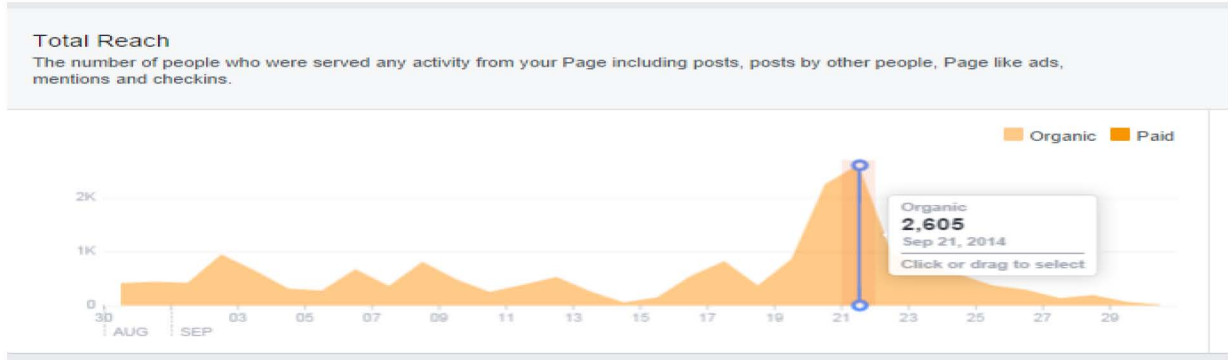 Total Reach
The number of people who were served any activity from your Page including posts, posts by other people, Page like ads,
mentions and checkins.
Organic Paid
2K
1K
0
Organic
2,605
Sep 21, 2014
Click or drag to select
30 03 05 07 09 11 13 15 17 19 21 23 25 27 29
AUG SEP